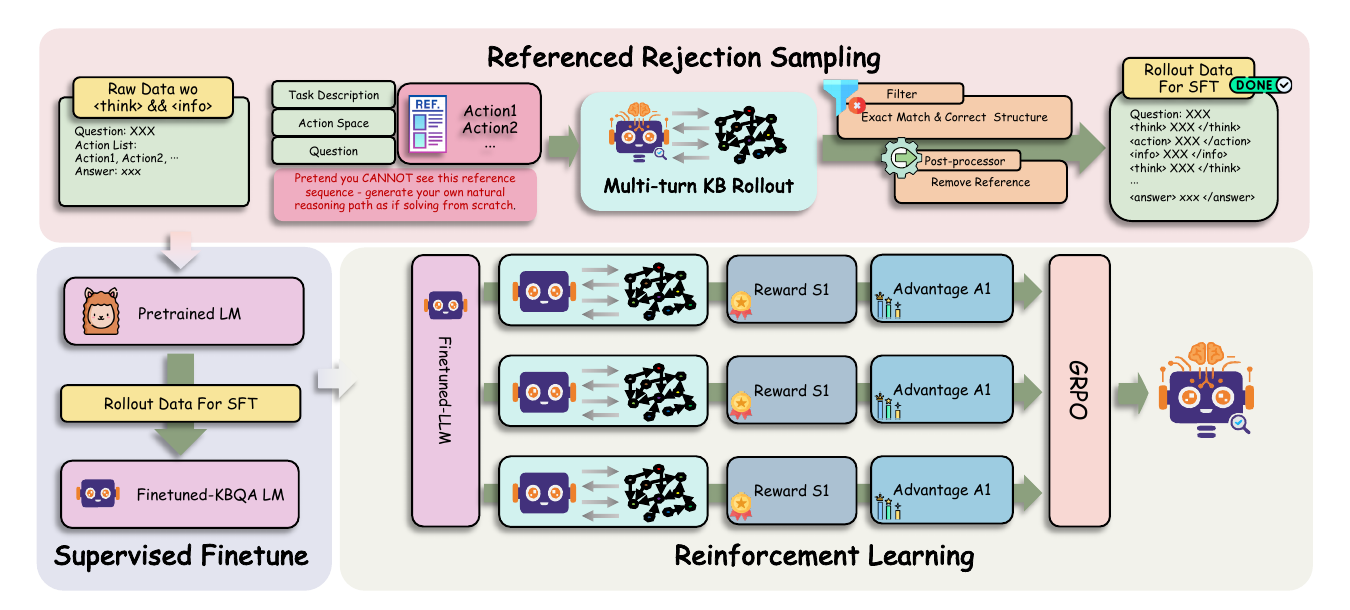 Referenced Rejection Sampling
Raw Data wo
<think> && <info>
Question: XXX
Action List:
Action1, Action2, ...
Answer: xxx
Task Description
Action Space
Question
REF.
Action1
Action2
...
Pretend you CANNOT see this reference
sequence - generate your own natural
reasoning path as if solving from scratch.
Multi-turn KB Rollout
Filter
Exact Match & Correct Structure
Post-processor
Remove Reference
Rollout Data
For SFT
DONE
Question: XXX
<think> XXX </think>
<action> XXX </action>
<info> XXX </info>
<think> XXX </think>
...
<answer> xxx </answer>
Pretrained LM
Rollout Data For SFT
Finetuned-KBQA LM
Supervised Finetune
Finetuned-LLM
Reward S1
Advantage A1
Reward S1
Advantage A1
Reward S1
Advantage A1
GRPO
Reinforcement Learning